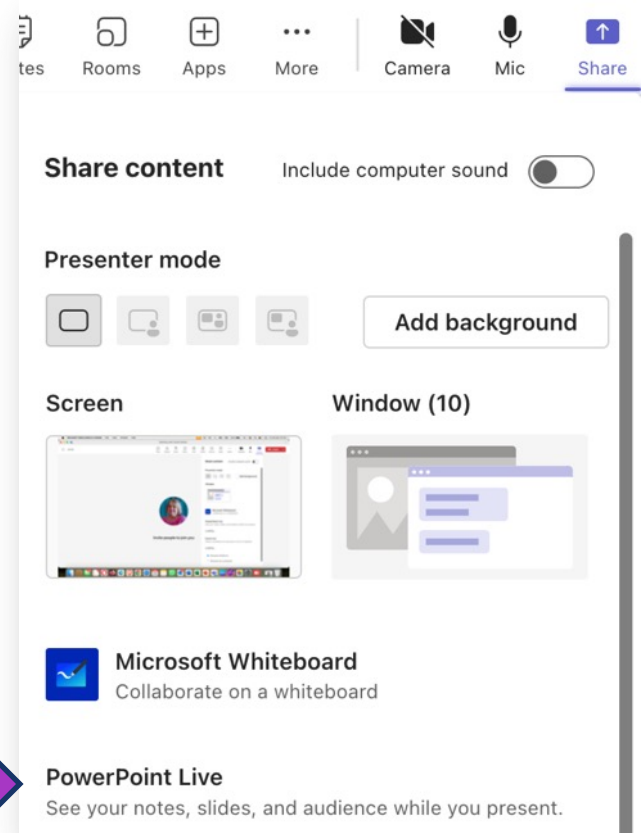 tes Rooms Apps More Camera Mic Share
Share content Include computer sound
Presenter mode
Add background
Screen Window (10)
Microsoft Whiteboard
Collaborate on a whiteboard
PowerPoint Live
See your notes, slides, and audience while you present.